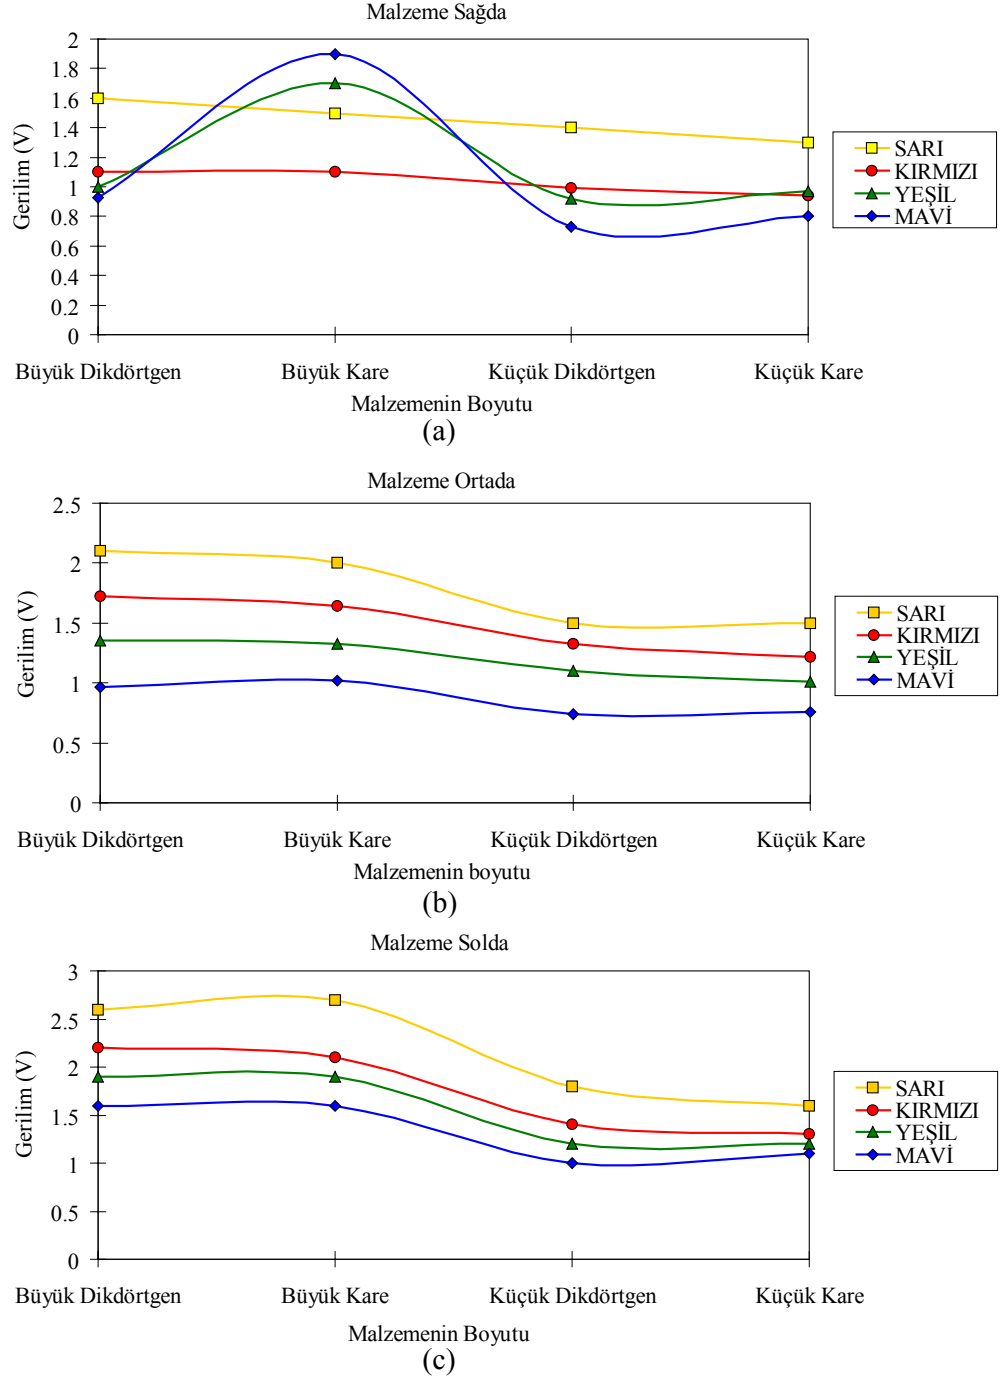 Malzeme Sağda
2
1.8
1.6
1.4
1.2
1
0.8
0.6
0.4
0.2
0
Gerilim (V)
Büyük Dikdörtgen Büyük Kare Küçük Dikdörtgen Küçük Kare
Malzemenin Boyutu
SARI
KIRMIZI
YEŞİL
MAVİ
(a)
Malzeme Ortada
2.5
2
1.5
1
0.5
0
Gerilim (V)
Büyük Dikdörtgen Büyük Kare Küçük Dikdörtgen Küçük Kare
Malzemenin boyutu
SARI
KIRMIZI
YEŞİL
MAVİ
(b)
Malzeme Solda
3
2.5
2
1.5
1
0.5
0
Gerilim (V)
Büyük Dikdörtgen Büyük Kare Küçük Dikdörtgen Küçük Kare
Malzemenin Boyutu
SARI
KIRMIZI
YEŞİL
MAVİ
(c)